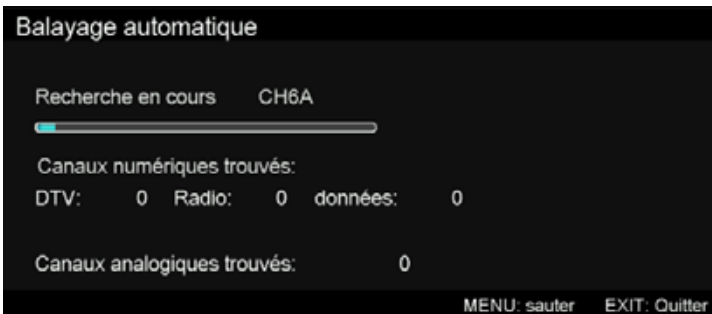 Balayage automatique
Recherche en cours CH6A
Canaux numériques trouvés:
DTV: 0 Radio: 0 données: 0
Canaux analogiques trouvés: 0
MENU: sauter EXIT: Quitter